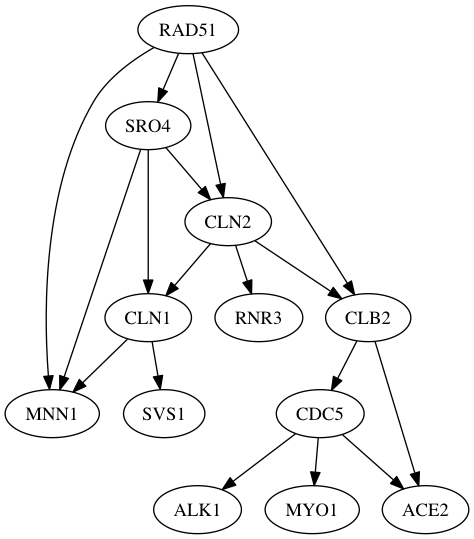 RAD51
SRO4
CLN2
CLN1
RNR3
CLB2
MNN1
SVS1
CDC5
ALK1
MYO1
ACE2